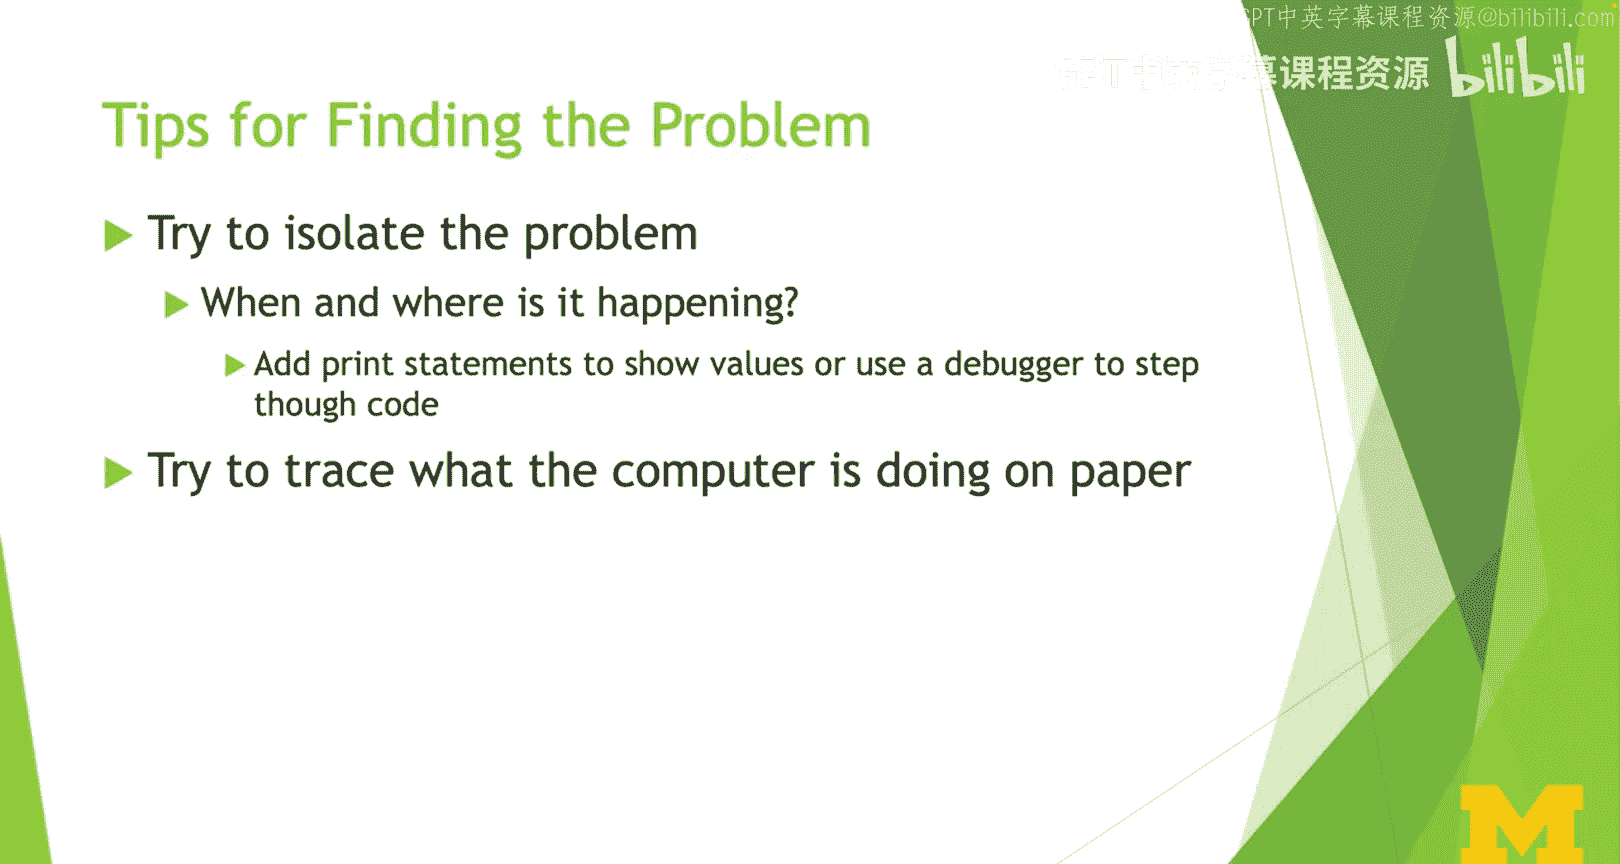 PT中英字幕课程资源@bilibili.com
课程资源 bilibili
Tips for Finding the Problem
Try to isolate the problem
When and where is it happening?
Add print statements to show values or use a debugger to step
though code
Try to trace what the computer is doing on paper
M